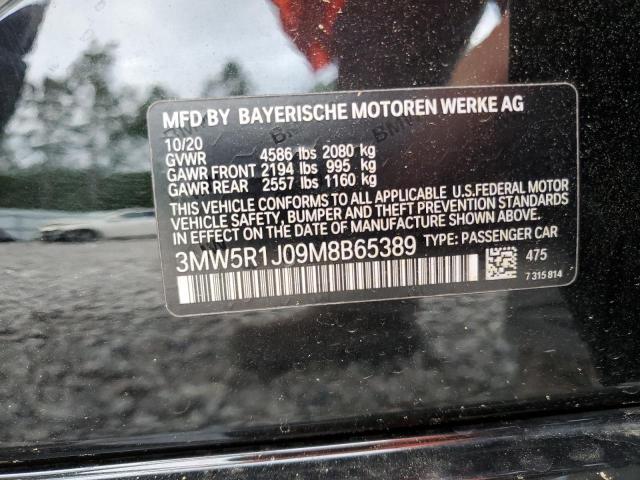 MFD BY BAYERISCHE MOTOREN WERKE AG
10/20
GVWR 4586 lbs 2080 kg
GAWR FRONT 2194 lbs 995 kg
GAWR REAR 2557 lbs 1160 kg
THIS VEHICLE CONFORMS TO ALL APPLICABLE U.S.FEDERAL MOTOR
VEHICLE SAFETY, BUMPER AND THEFT PREVENTION STANDARDS
IN EFFECT ON THE DATE OF MANUFACTURE SHOWN ABOVE.
3MW5R1J09M8B65389 TYPE: PASSENGER CAR
475
7 315 814